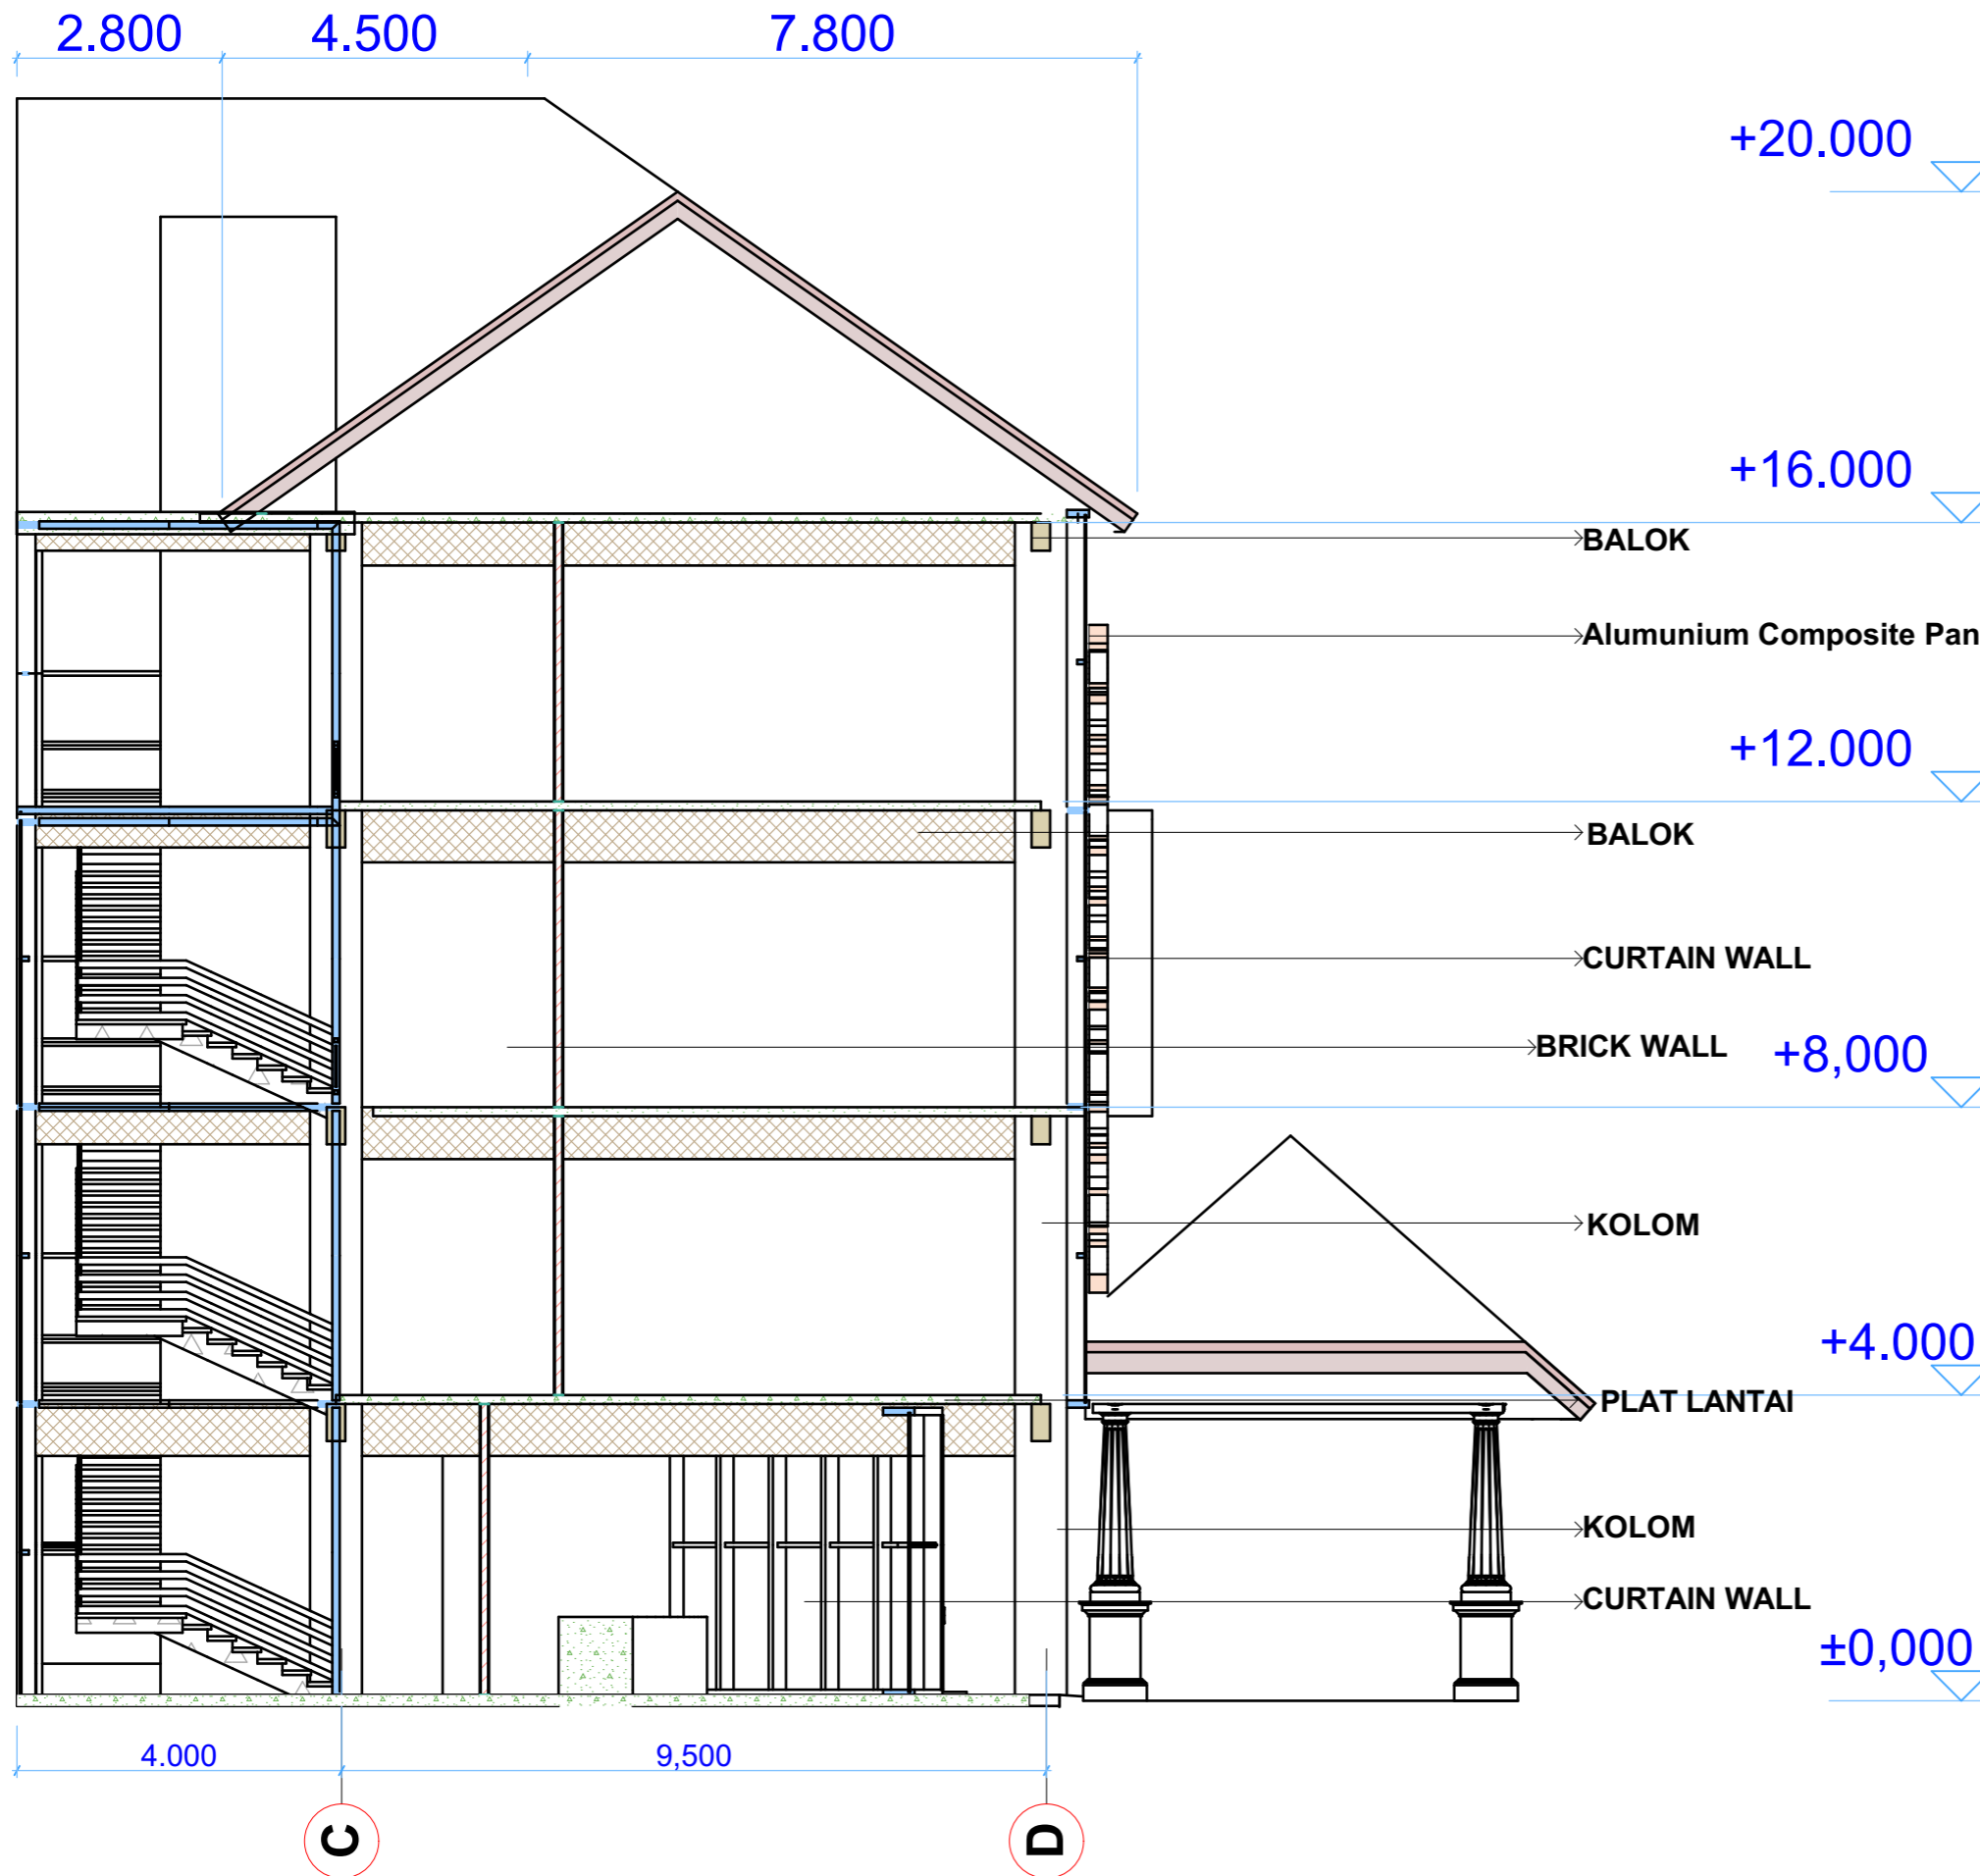 2.800 4.500 7.800
+20.000
+16.000
BALOK
Alumunium Composite Pan
+12.000
BALOK
CURTAIN WALL
BRICK WALL
+8,000
KOLOM
+4.000
PLAT LANTAI
KOLOM
CURTAIN WALL
±0,000
4.000 9,500
C D